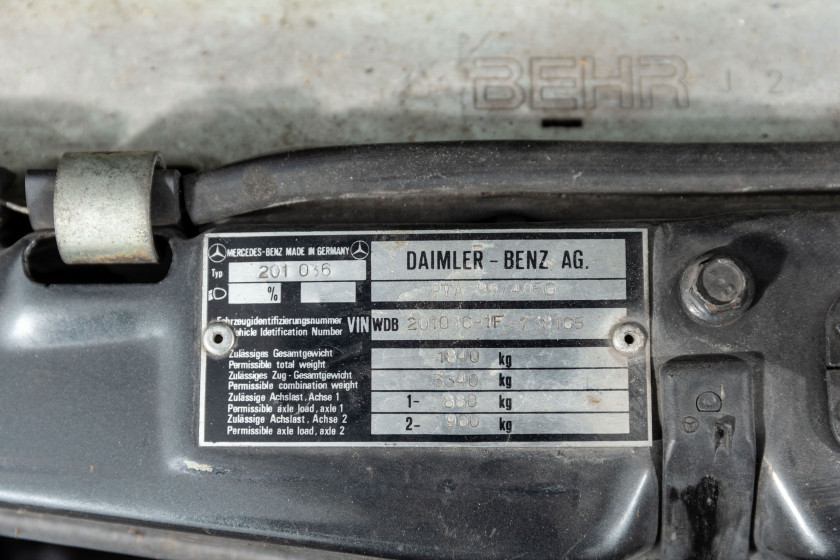 BEHR 12
MERCEDES-BENZ MADE IN GERMANY
Typ 201 036
%
DAIMLER - BENZ AG.
Fahrzeugidentifizierungsnummer
Vehicle Identification Number
VIN WDB
Zulässiges Gesamtgewicht
Permissible total weight
kg
Zulässiges Zug - Gesamtgewicht
Permissible combination weight
kg
Zulässige Achslast, Achse 1
Permissible axle load, axle 1
1- kg
Zulässige Achslast, Achse 2
Permissible axle load, axle 2
2- kg